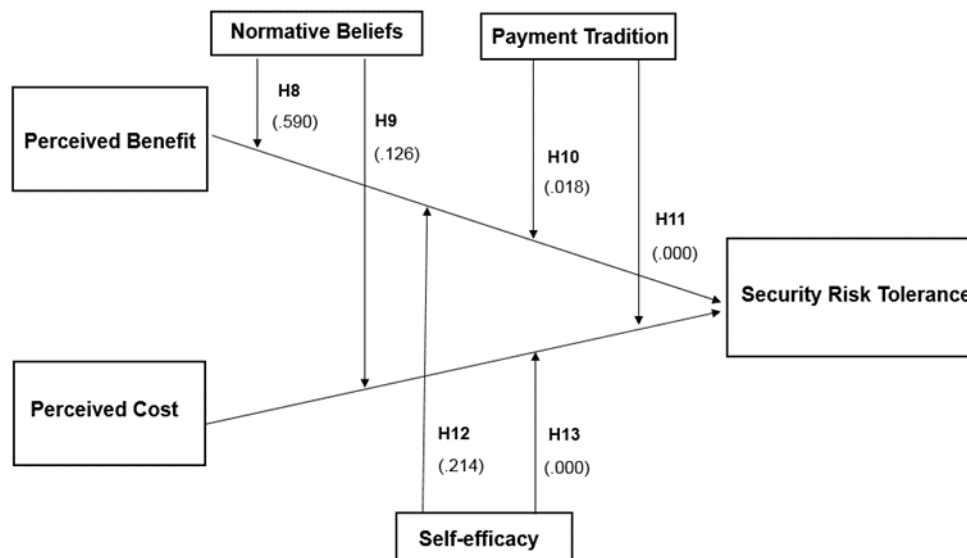 Normative Beliefs
Payment Tradition
H8
(.590)
Perceived Benefit
H9
(.126)
H10
(.018)
H11
(.000)
Security Risk Tolerance
Perceived Cost
H12
(.214)
H13
(.000)
Self-efficacy